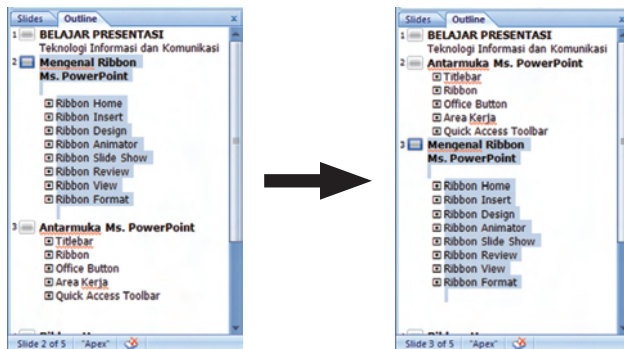 Slides Outline x
1 BELAJAR PRESENTASI
Teknologi Informasi dan Komunikasi
2 Mengenal Ribbon
Ms. PowerPoint
Ribbon Home
Ribbon Insert
Ribbon Design
Ribbon Animator
Ribbon Slide Show
Ribbon Review
Ribbon View
Ribbon Format
3 Antarmuka Ms. PowerPoint
Titlebar
Ribbon
Office Button
Area Kerja
Quick Access Toolbar
Slide 2 of 5 "Apex"
Slides Outline x
1 BELAJAR PRESENTASI
Teknologi Informasi dan Komunikasi
2 Antarmuka Ms. PowerPoint
Titlebar
Ribbon
Office Button
Area Kerja
Quick Access Toolbar
3 Mengenal Ribbon
Ms. PowerPoint
Ribbon Home
Ribbon Insert
Ribbon Design
Ribbon Animator
Ribbon Slide Show
Ribbon Review
Ribbon View
Ribbon Format
Slide 3 of 5 "Apex"